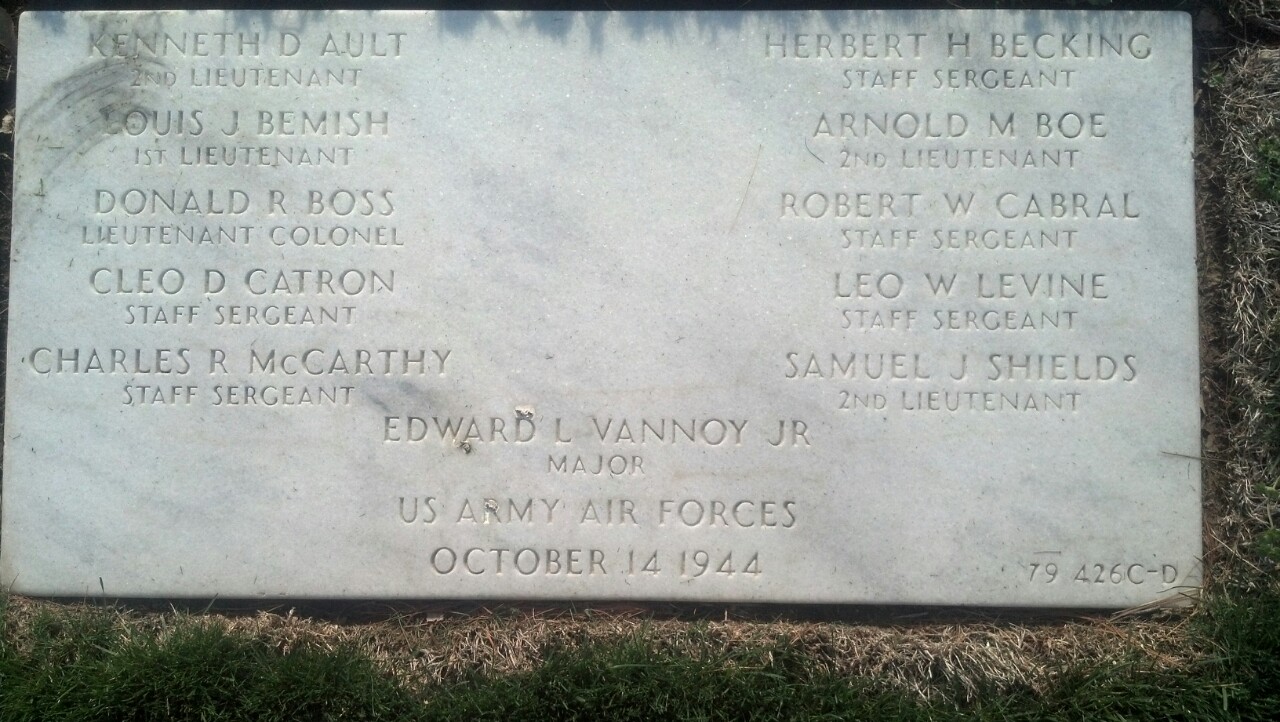 KENNETH D AULT
2ND LIEUTENANT
LOUIS J BEMISH
1ST LIEUTENANT
DONALD R BOSS
LIEUTENANT COLONEL
CLEO D CATRON
STAFF SERGEANT
CHARLES R McCARTHY
STAFF SERGEANT
HERBERT H BECKING
STAFF SERGEANT
ARNOLD M BOE
2ND LIEUTENANT
ROBERT W CABRAL
STAFF SERGEANT
LEO W LEVINE
STAFF SERGEANT
SAMUEL J SHIELDS
2ND LIEUTENANT
EDWARD L VANNOY JR
MAJOR
US ARMY AIR FORCES
OCTOBER 14 1944
79 426C-D